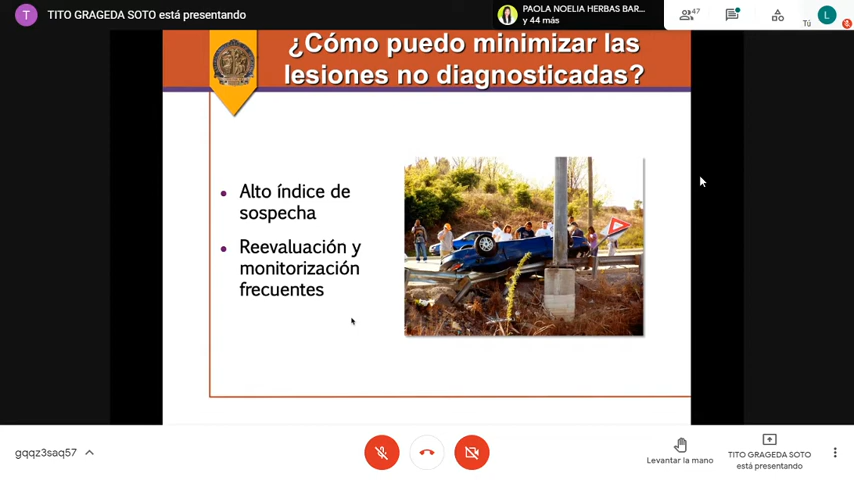 T TITO GRAGEDA SOTO está presentando
PAOLA NOELIA HERBAS BAR...
y 44 más
47
Tú
L
¿Cómo puedo minimizar las
lesiones no diagnosticadas?
• Alto índice de
sospecha
• Reevaluación y
monitorización
frecuentes
gqqz3saq57
Levantar la mano
TITO GRAGEDA SOTO
está presentando